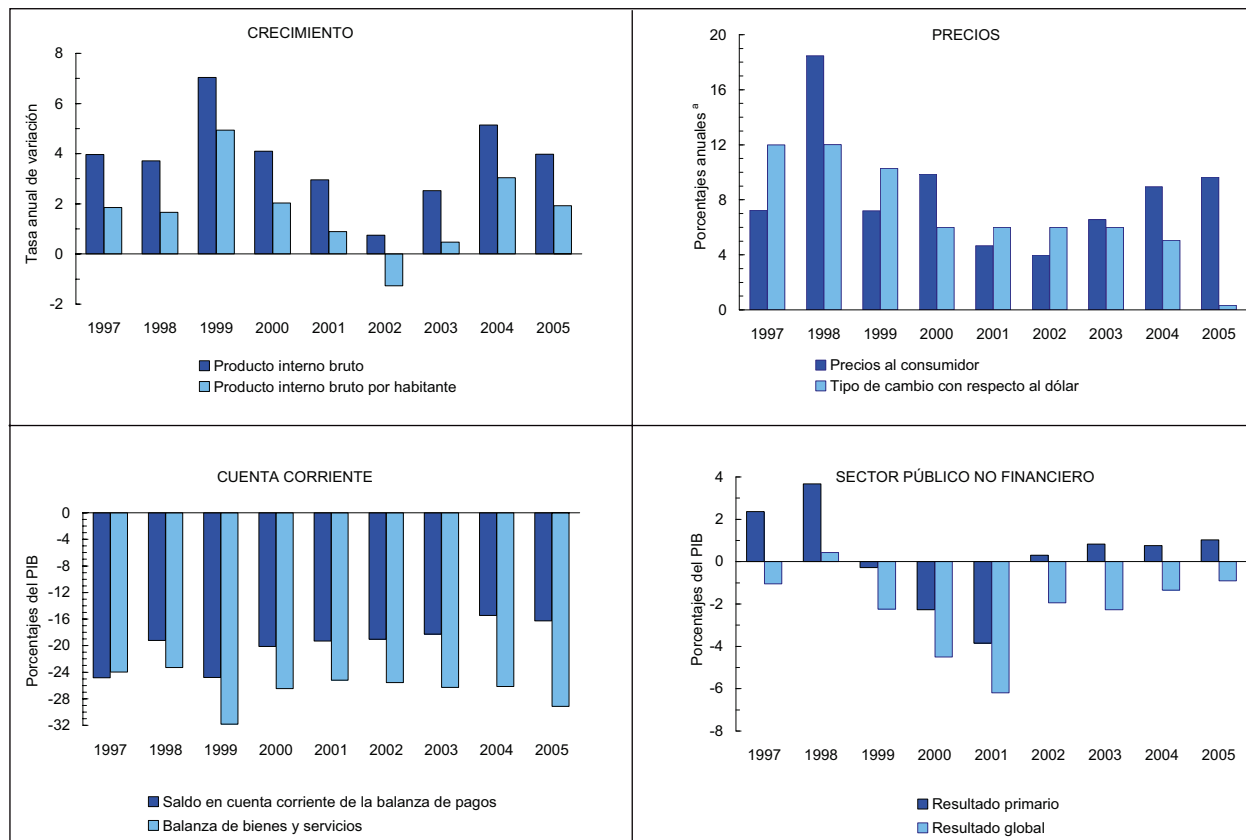 CRECIMIENTO
Tasa anual de variación
8
6
4
2
0
-2
1997 1998 1999 2000 2001 2002 2003 2004 2005
Producto interno bruto
Producto interno bruto por habitante
PRECIOS
Porcentajes anuales ª
20
16
12
8
4
0
1997 1998 1999 2000 2001 2002 2003 2004 2005
Precios al consumidor
Tipo de cambio con respecto al dólar
CUENTA CORRIENTE
Porcentajes del PIB
0
-4
-8
-12
-16
-20
-24
-28
-32
1997 1998 1999 2000 2001 2002 2003 2004 2005
Saldo en cuenta corriente de la balanza de pagos
Balanza de bienes y servicios
SECTOR PÚBLICO NO FINANCIERO
Porcentajes del PIB
4
2
0
-2
-4
-6
-8
1997 1998 1999 2000 2001 2002 2003 2004 2005
Resultado primario
Resultado global